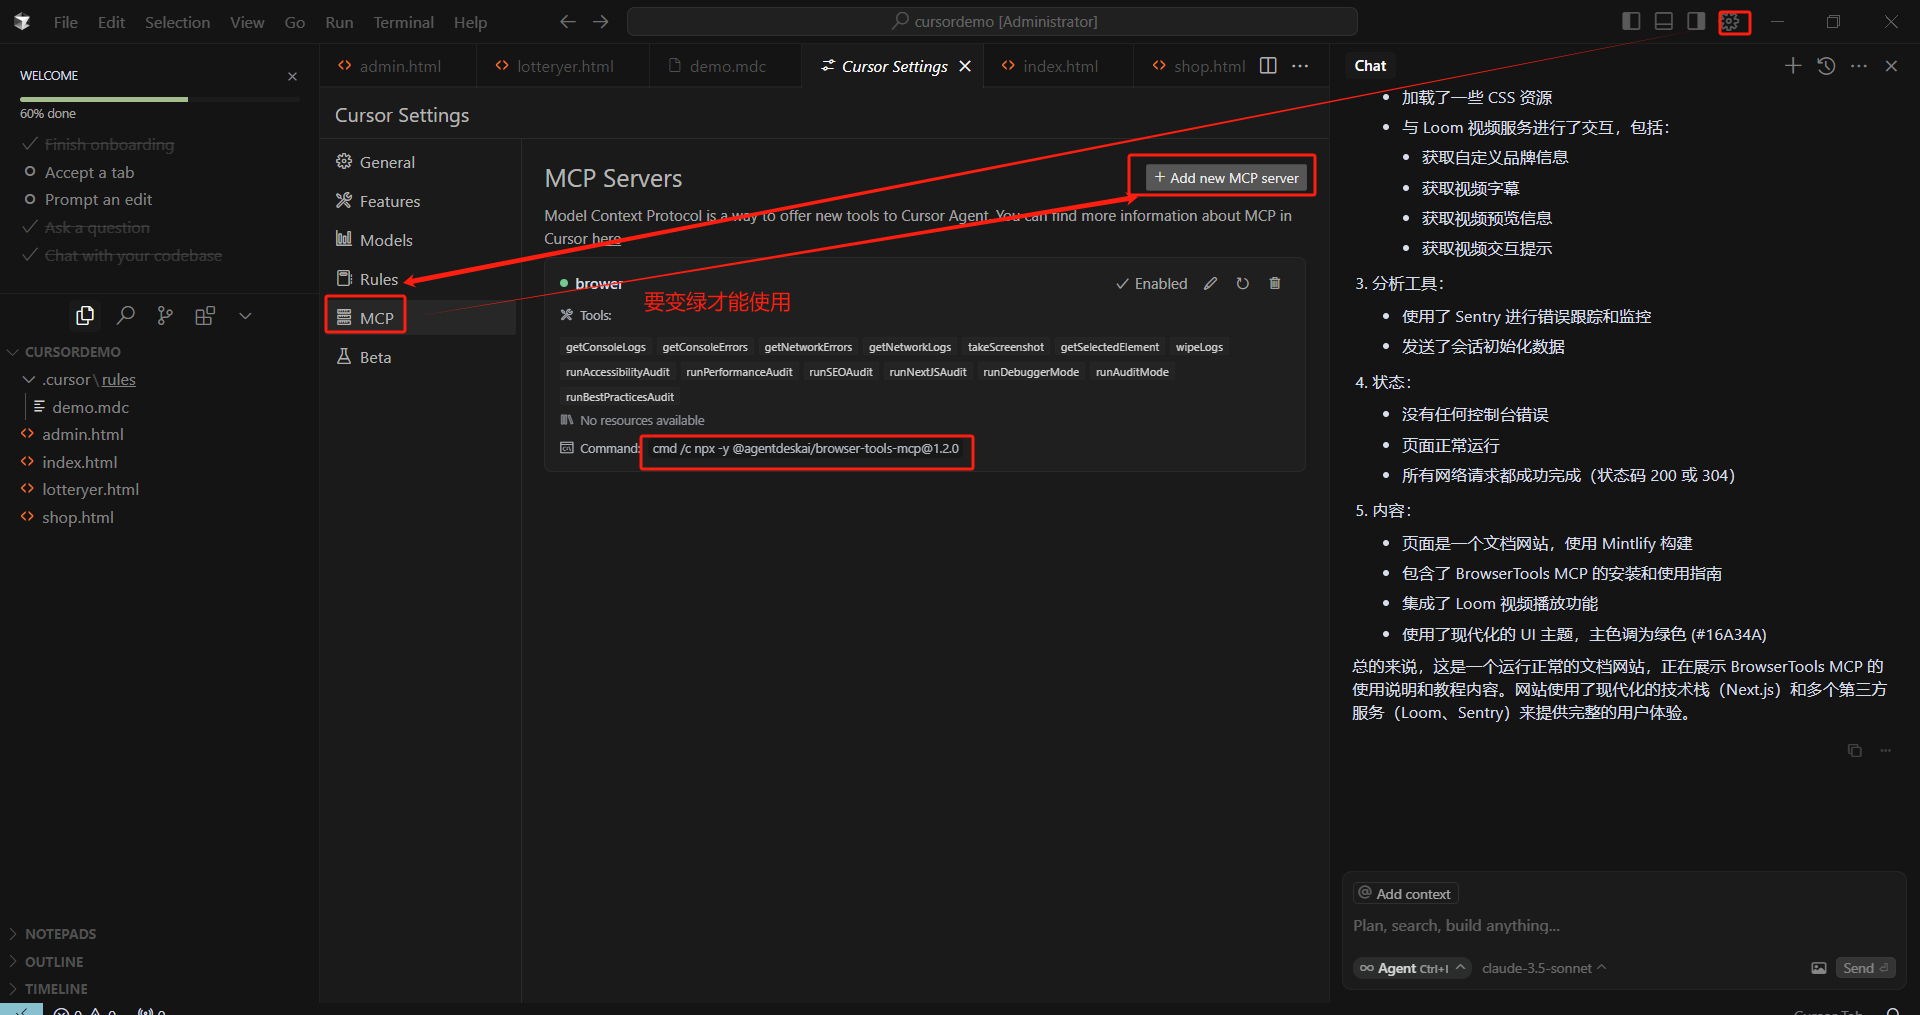 File Edit Selection View Go Run Terminal Help
cursordemo [Administrator]
WELCOME
60% done
Finish onboarding
Accept a tab
Prompt an edit
Ask a question
Chat with your codebase
CURSORDEMO
.cursor\rules
demo.mdc
admin.html
index.html
lotteryer.html
shop.html
NOTEPADS
OUTLINE
TIMELINE
0 0 0
admin.html lotteryer.html demo.mdc Cursor Settings index.html shop.html
Cursor Settings
General
Features
Models
Rules
MCP
Beta
MCP Servers
+ Add new MCP server
Model Context Protocol is a way to offer new tools to Cursor Agent. You can find more information about MCP in
Cursor here
brower
要变绿才能使用
Enabled
Tools:
getConsoleLogs getConsoleErrors getNetworkErrors getNetworkLogs takeScreenshot getSelectedElement wipeLogs
runAccessibilityAudit runPerformanceAudit runSEOAudit runNextJSAudit runDebuggerMode runAuditMode
runBestPracticesAudit
No resources available
Command: cmd /c npx -y @agentdeskai/browser-tools-mcp@1.2.0
Chat
• 加载了一些 CSS 资源
• 与 Loom 视频服务进行了交互，包括：
• 获取自定义品牌信息
• 获取视频字幕
• 获取视频预览信息
• 获取视频交互提示
3. 分析工具：
• 使用了 Sentry 进行错误跟踪和监控
• 发送了会话初始化数据
4. 状态：
• 没有任何控制台错误
• 页面正常运行
• 所有网络请求都成功完成（状态码 200 或 304）
5. 内容：
• 页面是一个文档网站，使用 Mintlify 构建
• 包含了 BrowserTools MCP 的安装和使用指南
• 集成了 Loom 视频播放功能
• 使用了现代化的 UI 主题，主色调为绿色 (#16A34A)
总的来说，这是一个运行正常的文档网站，正在展示 BrowserTools MCP 的
使用说明和教程内容。网站使用了现代化的技术栈（Next.js）和多个第三方
服务（Loom、Sentry）来提供完整的用户体验。
@ Add context
Plan, search, build anything...
Agent Ctrl+I claude-3.5-sonnet
Send
Cursor Tab